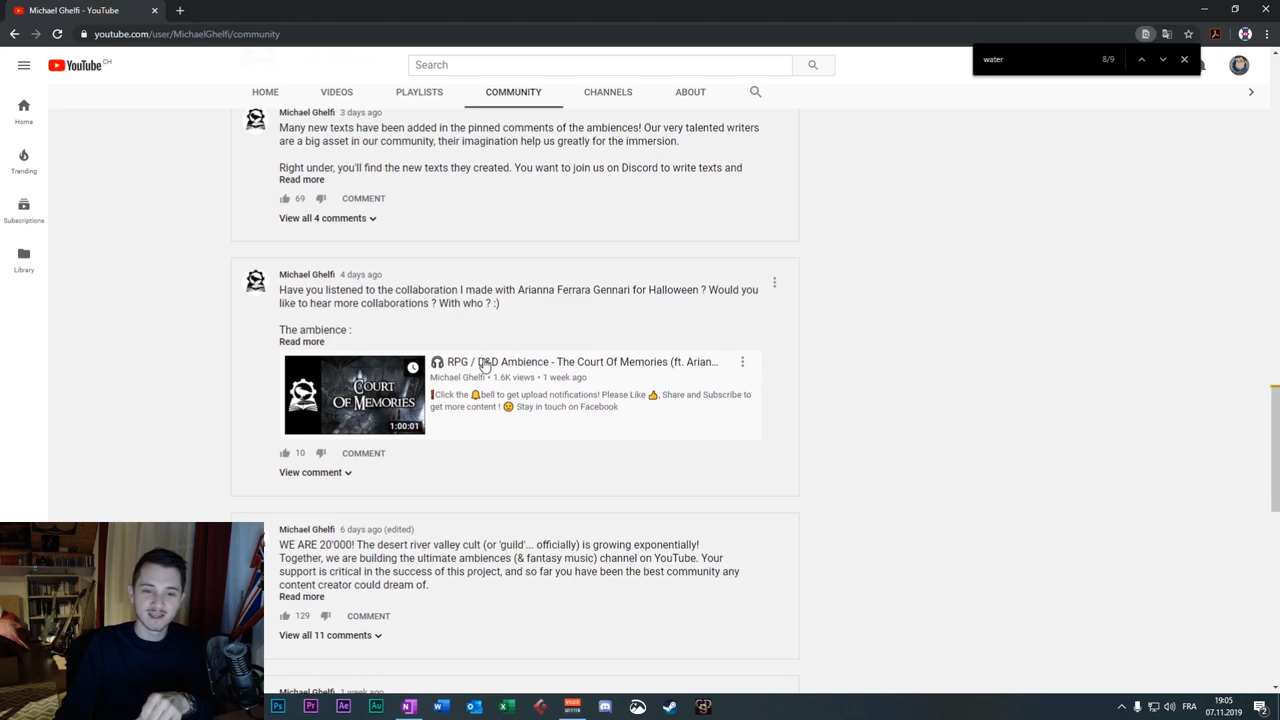 Michael Ghelfi - YouTube
youtube.com/user/MichaelGhelfi/community
water
8/9
YouTube CH
Search
HOME
VIDEOS
PLAYLISTS
COMMUNITY
CHANNELS
ABOUT
Home
Trending
Subscriptions
Library
Michael Ghelfi 3 days ago
Many new texts have been added in the pinned comments of the ambiences! Our very talented writers
are a big asset in our community, their imagination help us greatly for the immersion.
Right under, you'll find the new texts they created. You want to join us on Discord to write texts and
Read more
69 COMMENT
View all 4 comments
Michael Ghelfi 4 days ago
Have you listened to the collaboration I made with Arianna Ferrara Gennari for Halloween ? Would you
like to hear more collaborations ? With who ? :)
The ambience :
Read more
COURT
OF MEMORIES
1:00:01
🎧 RPG / D&D Ambience - The Court Of Memories (ft. Arian...
Michael Ghelfi • 1.6K views • 1 week ago
❗Click the 🔔bell to get upload notifications! Please Like 👍, Share and Subscribe to
get more content ! 😉 Stay in touch on Facebook
10 COMMENT
View comment
Michael Ghelfi 6 days ago (edited)
WE ARE 20'000! The desert river valley cult (or 'guild'... officially) is growing exponentially!
Together, we are building the ultimate ambiences (& fantasy music) channel on YouTube. Your
support is critical in the success of this project, and so far you have been the best community any
content creator could dream of.
Read more
129 COMMENT
View all 11 comments
Michael Ghelfi 1 week ago
Ps
Pr
Ae
Au
FRA
19:05
07.11.2019